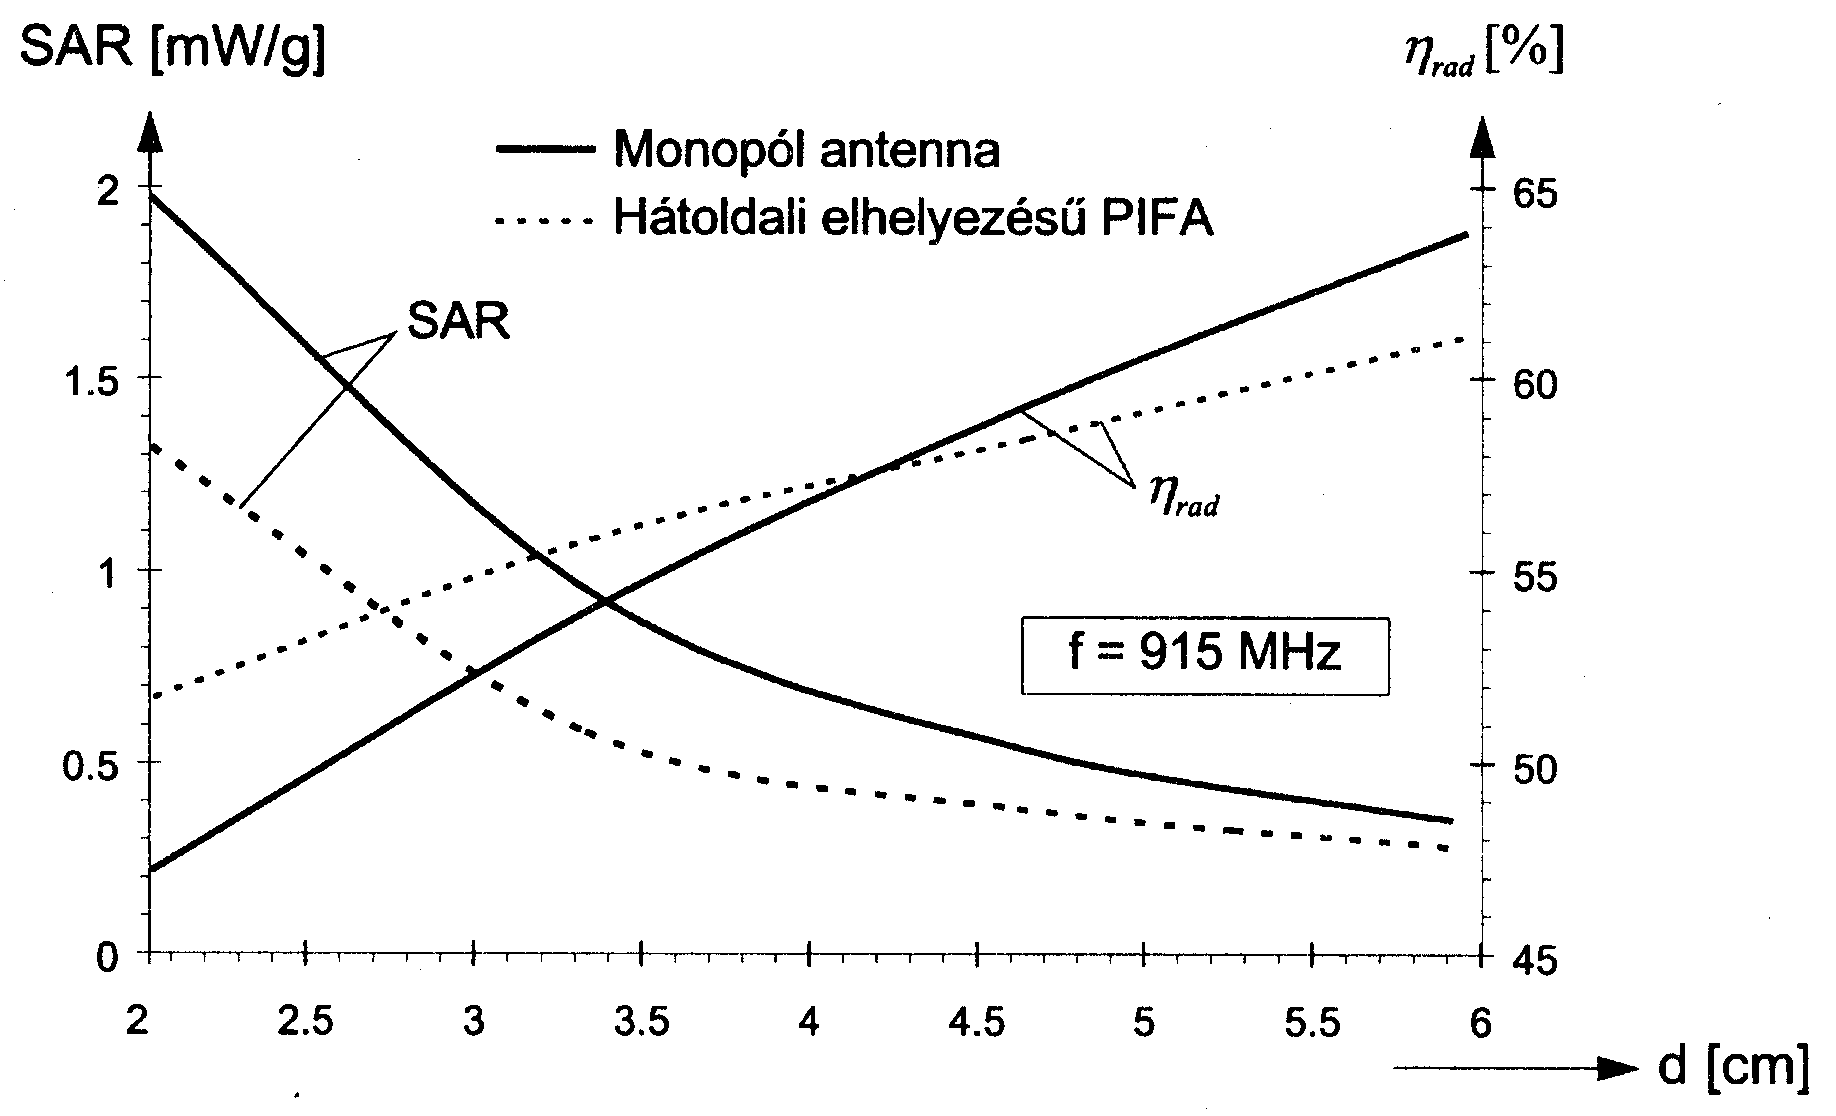 SAR [mW/g]
η_rad [%]
Monopól antenna
Hátoldali elhelyezésű PIFA
2
1.5
1
0.5
0
65
60
55
50
45
SAR
η_rad
f = 915 MHz
2 2.5 3 3.5 4 4.5 5 5.5 6
d [cm]